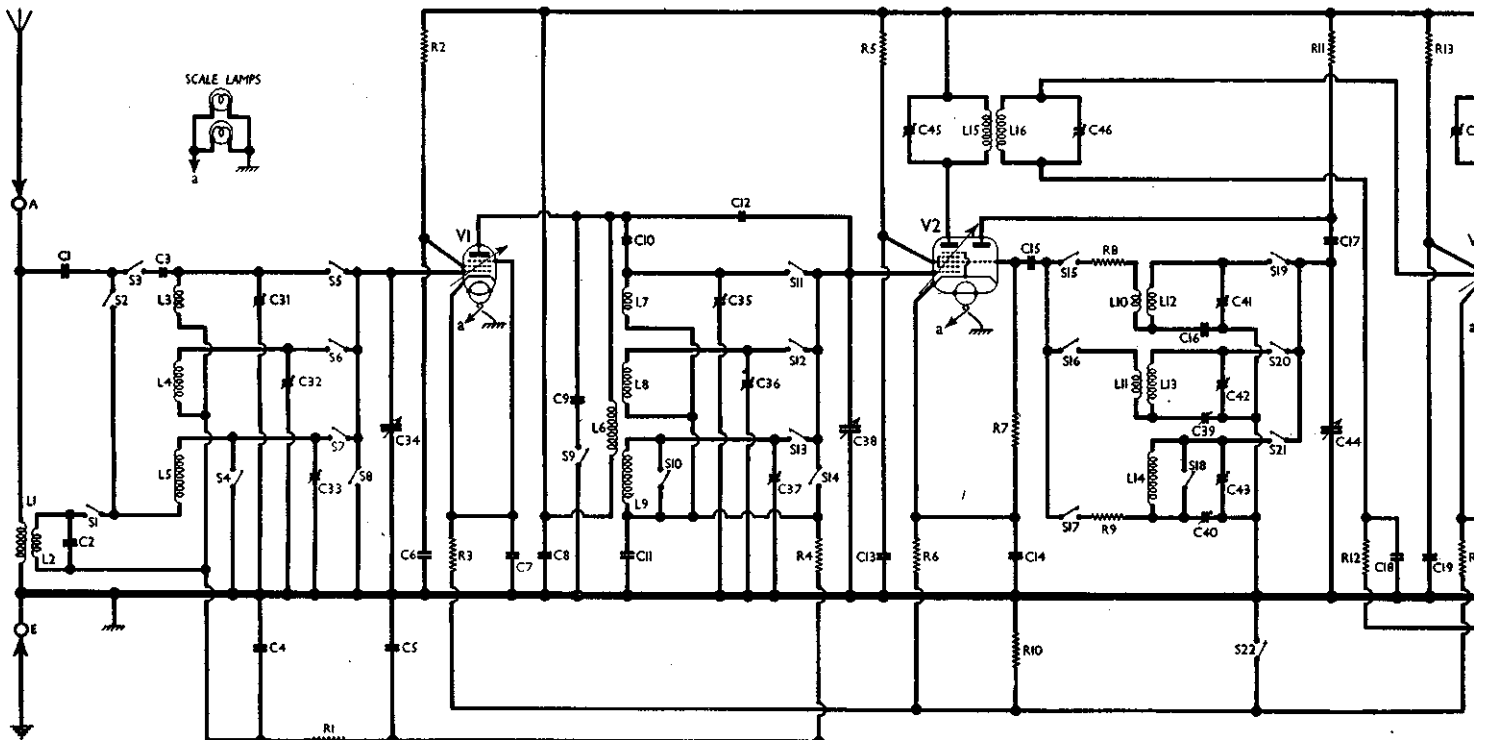 R2
R5
R11
R13
SCALE LAMPS
a
C45
L15
L16
C46
C
A
V1
C12
V2
C10
C15
C17
V
C1
S3
C3
S5
S11
S15
R8
S19
S2
L3
C31
L7
C35
L10
L12
C41
a
a
a
C16
S6
S12
S16
S20
L4
C32
L8
C36
L11
L13
C42
C9
L6
C39
S7
C34
R7
C44
S13
C38
S21
L5
S4
C33
S8
S9
S10
C37
S14
L14
S18
C43
L1
L9
S1
S17
R9
C40
L2
C2
C6
R3
C7
C8
C11
R4
C13
R6
C14
R12
C18
C19
R
E
C4
C5
R10
S22
R1